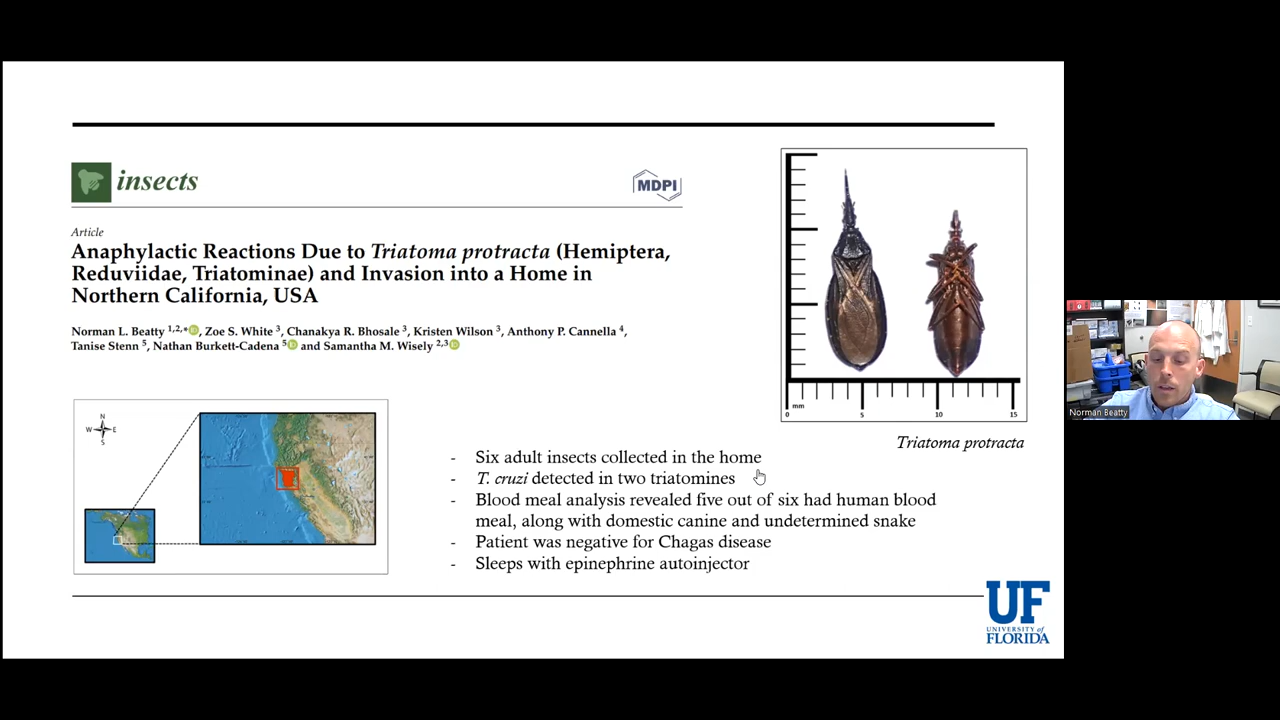 insects
MDPI
Article
Anaphylactic Reactions Due to Triatoma protracta (Hemiptera,
Reduviidae, Triatominae) and Invasion into a Home in
Northern California, USA
Norman L. Beatty 1,2,*, Zoe S. White 3, Chanakya R. Bhosale 3, Kristen Wilson 3, Anthony P. Cannella 4,
Tanise Stenn 5, Nathan Burkett-Cadena 5 and Samantha M. Wisely 2,3
mm
0 5 10 15
Triatoma protracta
N
W E
S
- Six adult insects collected in the home
- T. cruzi detected in two triatomines
- Blood meal analysis revealed five out of six had human blood
meal, along with domestic canine and undetermined snake
- Patient was negative for Chagas disease
- Sleeps with epinephrine autoinjector
UF
UNIVERSITY of
FLORIDA
Norman Beatty